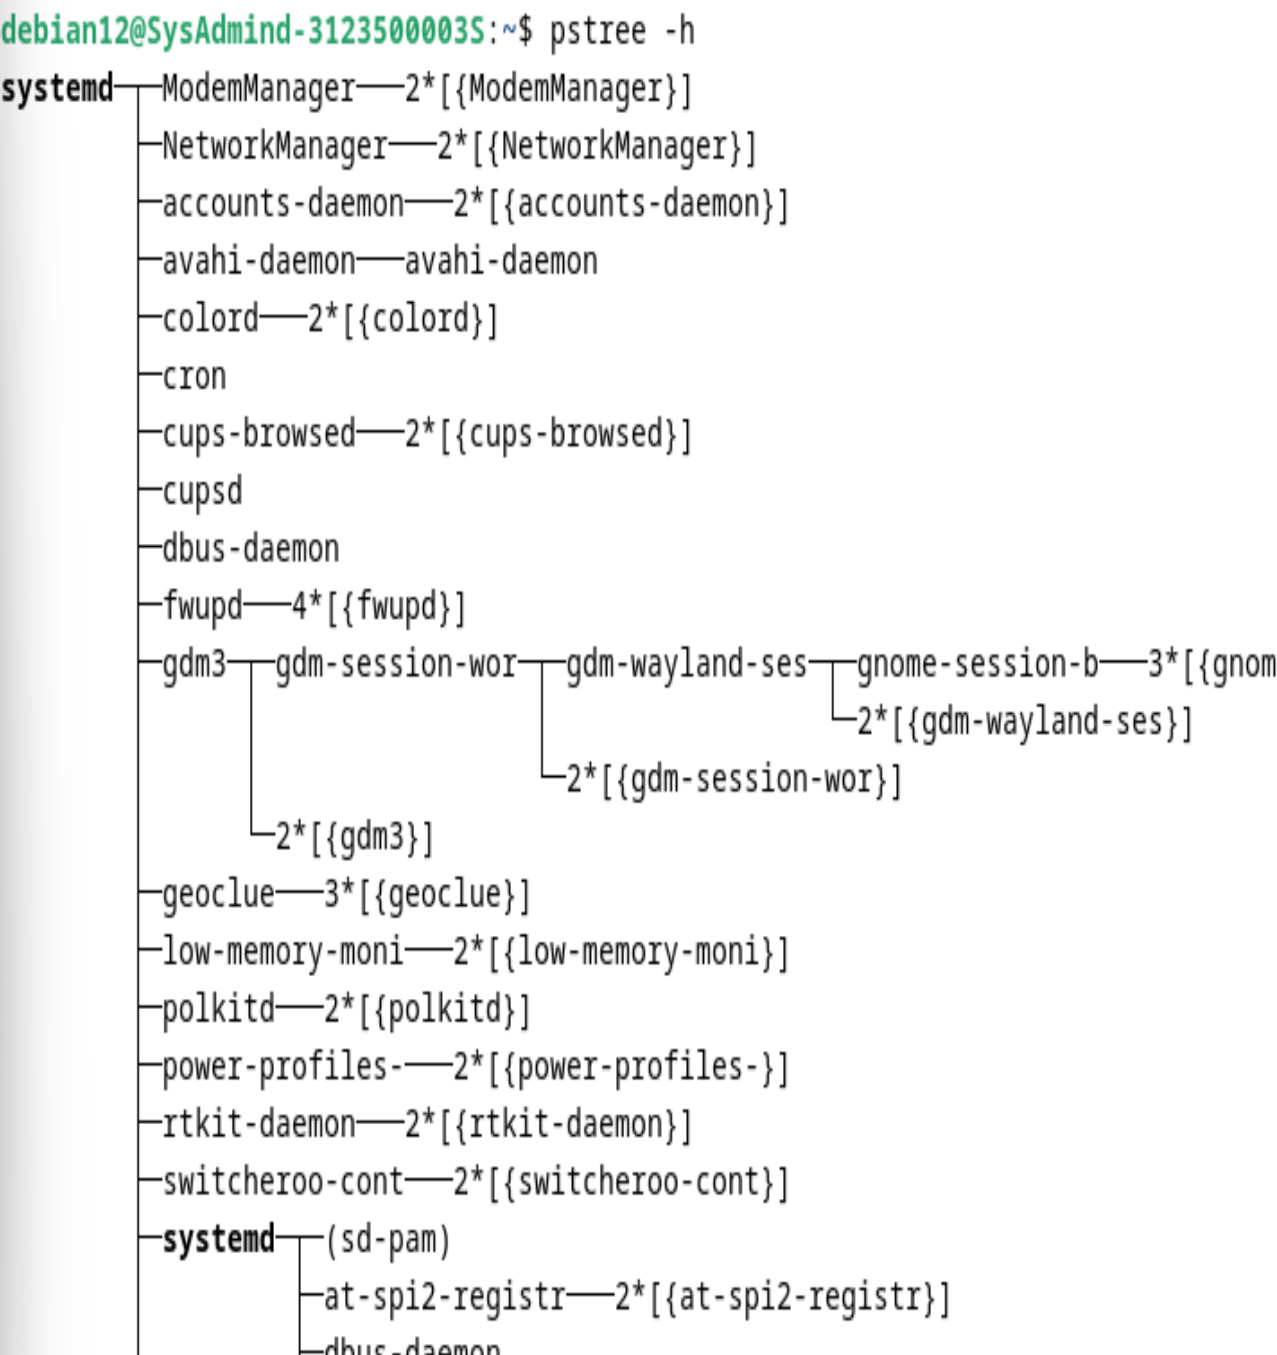 debian12@SysAdmind-3123500003S:~$ pstree -h
systemd─┬─ModemManager───2*[{ModemManager}]
        ├─NetworkManager───2*[{NetworkManager}]
        ├─accounts-daemon───2*[{accounts-daemon}]
        ├─avahi-daemon───avahi-daemon
        ├─colord───2*[{colord}]
        ├─cron
        ├─cups-browsed───2*[{cups-browsed}]
        ├─cupsd
        ├─dbus-daemon
        ├─fwupd───4*[{fwupd}]
        ├─gdm3─┬─gdm-session-wor─┬─gdm-wayland-ses─┬─gnome-session-b───3*[{gnom
        │      │                 │                 └─2*[{gdm-wayland-ses}]
        │      │                 └─2*[{gdm-session-wor}]
        │      └─2*[{gdm3}]
        ├─geoclue───3*[{geoclue}]
        ├─low-memory-moni───2*[{low-memory-moni}]
        ├─polkitd───2*[{polkitd}]
        ├─power-profiles-───2*[{power-profiles-}]
        ├─rtkit-daemon───2*[{rtkit-daemon}]
        ├─switcheroo-cont───2*[{switcheroo-cont}]
        ├─systemd─┬─(sd-pam)
        │         ├─at-spi2-registr───2*[{at-spi2-registr}]
        │         ├─dbus-daemon